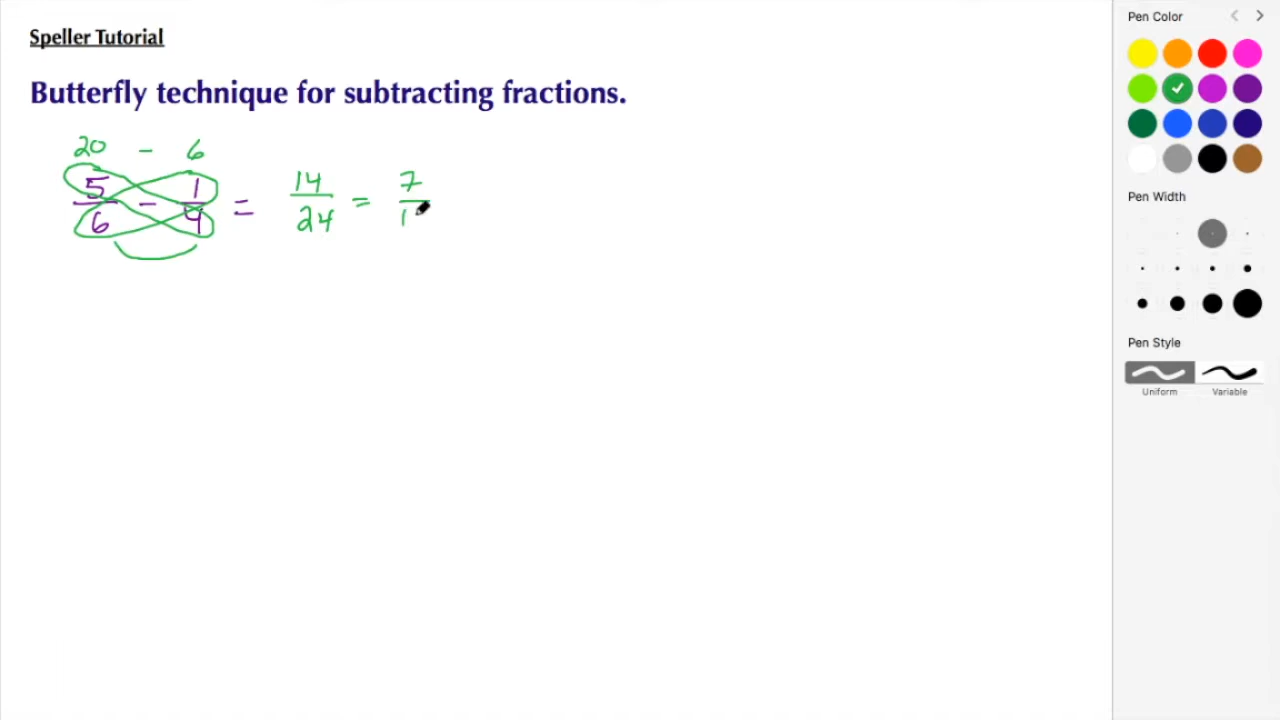 Speller Tutorial
Butterfly technique for subtracting fractions.
20 - 6
5/6 - 1/4 = 14/24 = 7/1
Pen Color
Pen Width
Pen Style
Uniform Variable